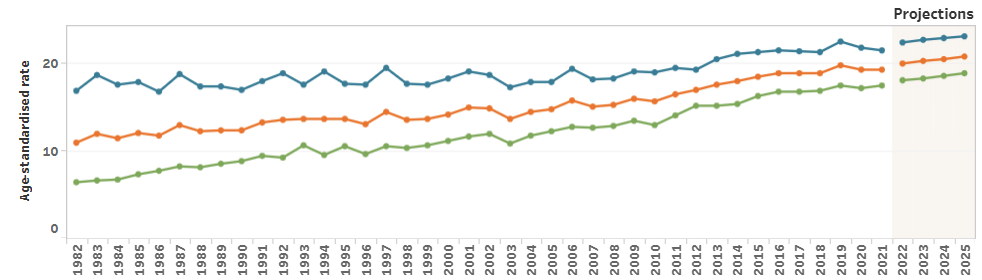 Projections
Age-standardised rate
20
10
0
1982 1983 1984 1985 1986 1987 1988 1989 1990 1991 1992 1993 1994 1995 1996 1997 1998 1999 2000 2001 2002 2003 2004 2005 2006 2007 2008 2009 2010 2011 2012 2013 2014 2015 2016 2017 2018 2019 2020 2021 2022 2023 2024 2025